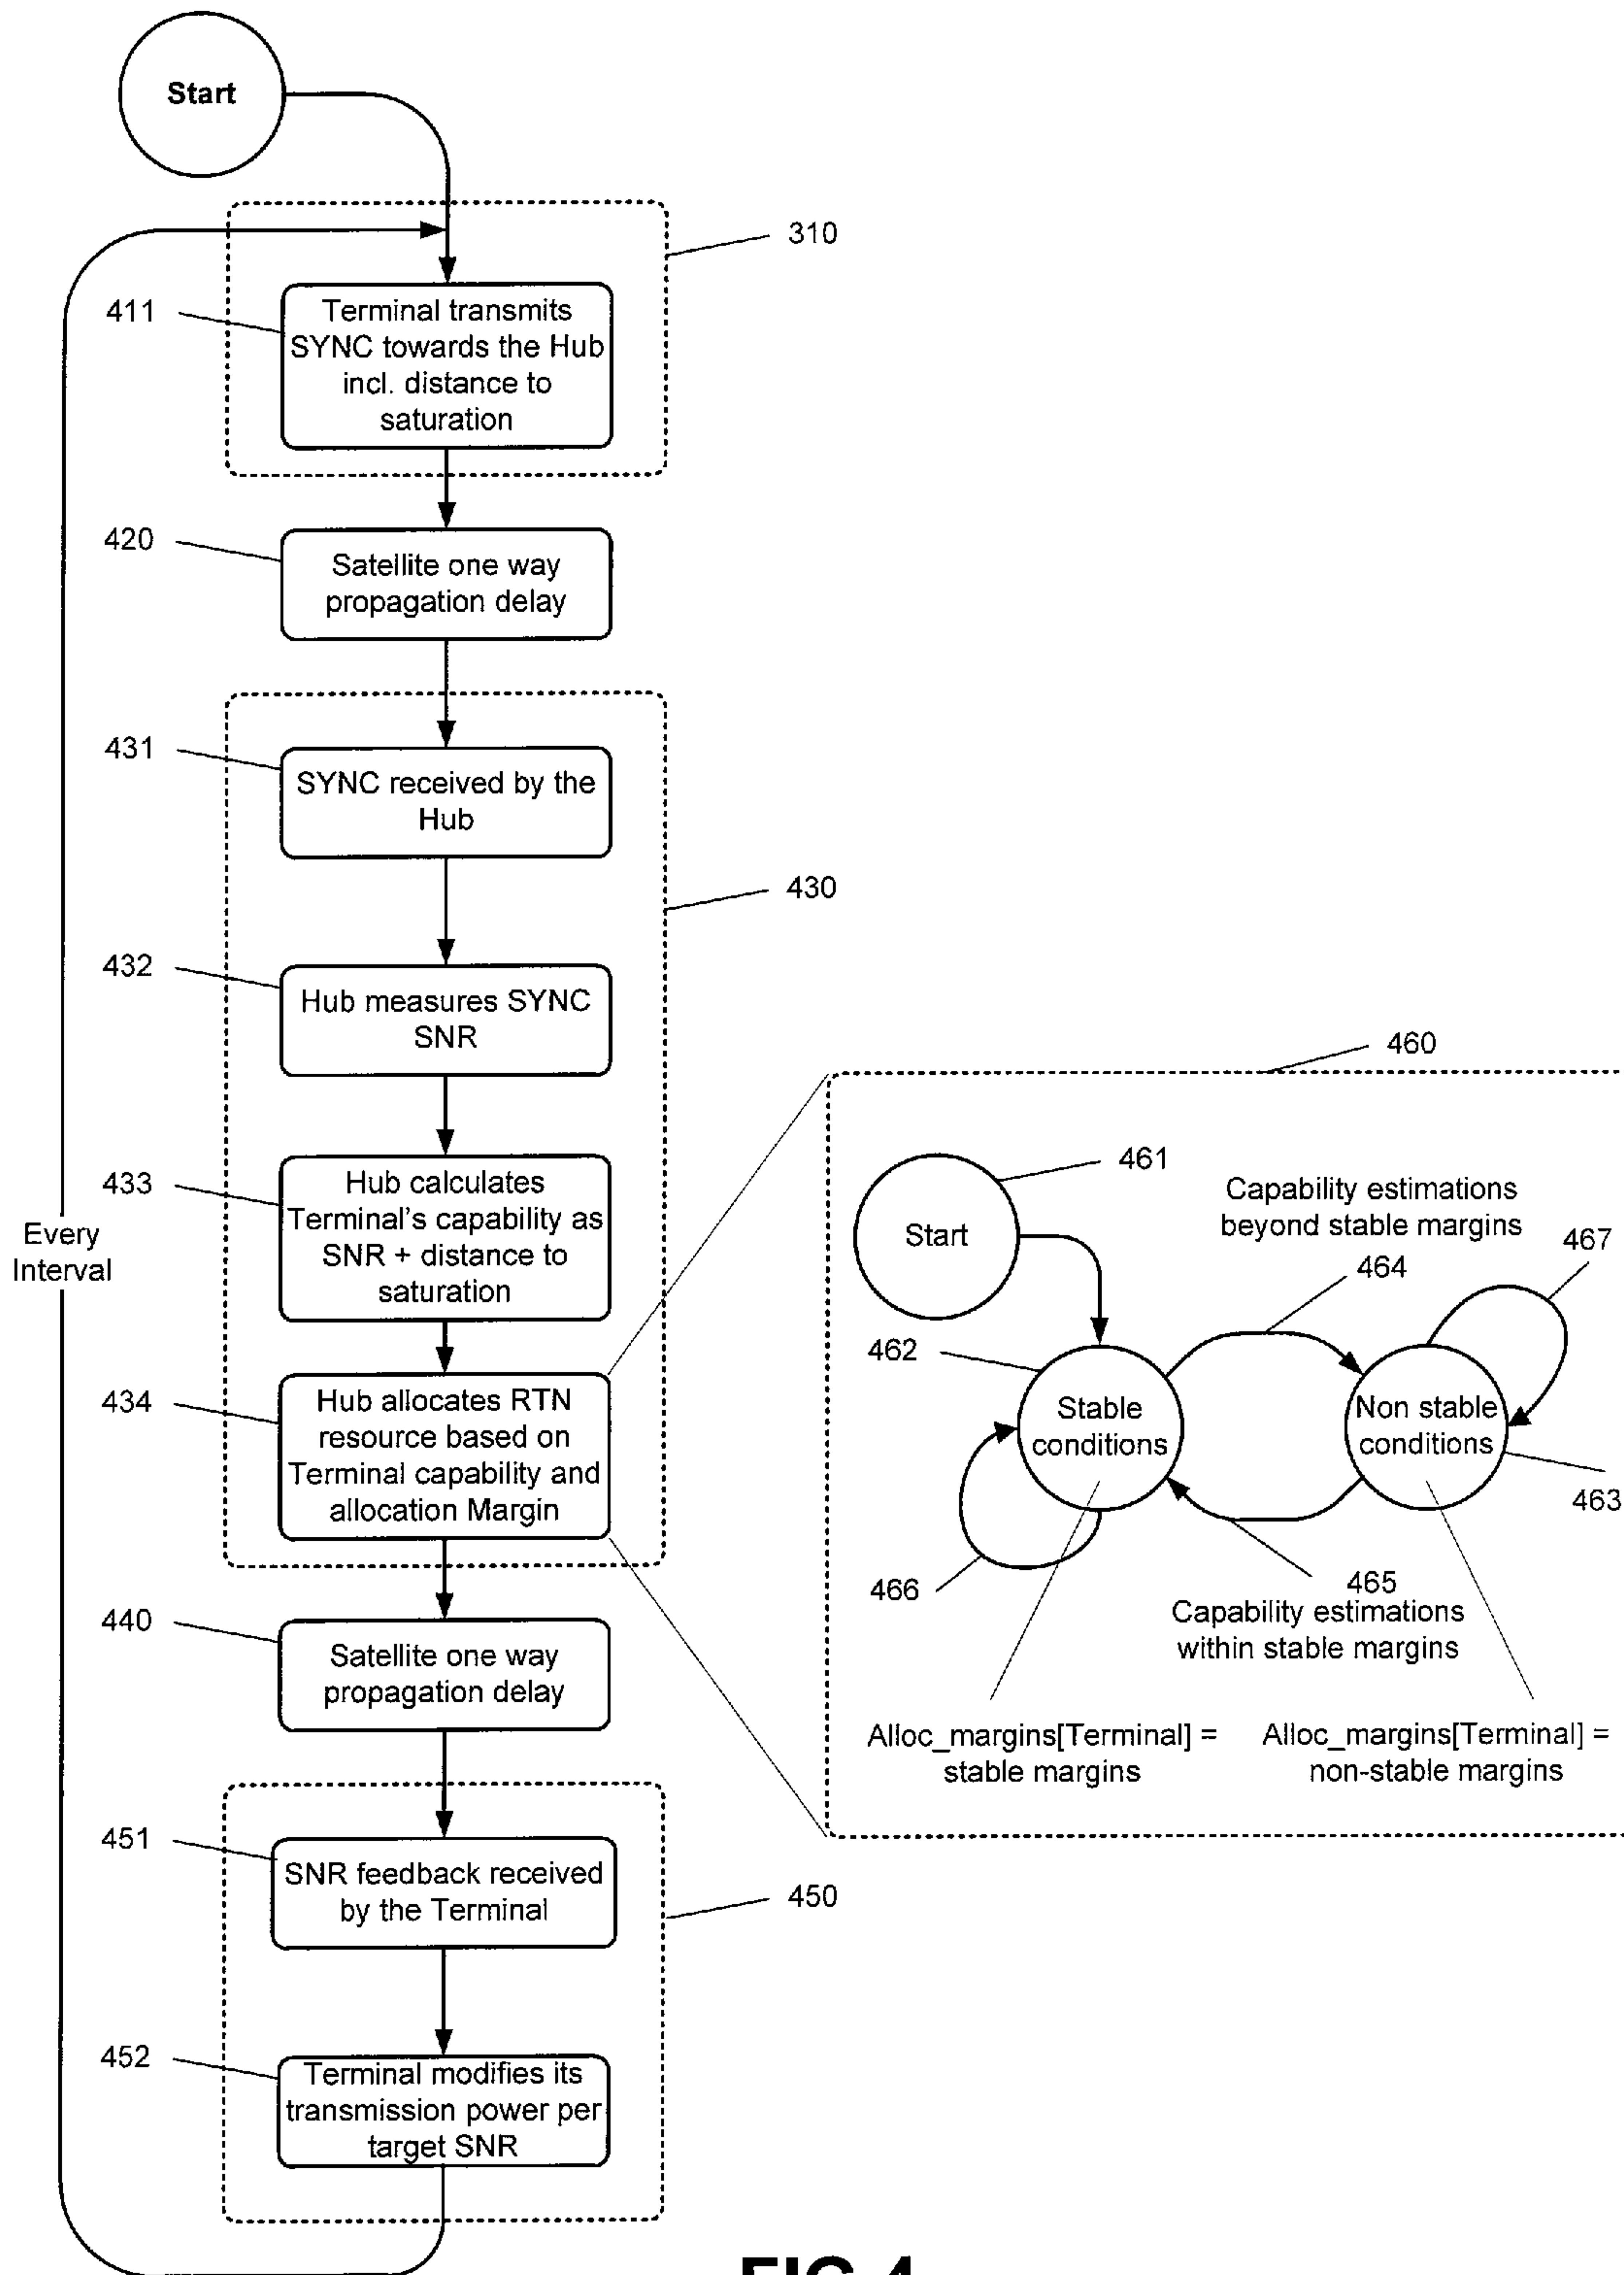 Start
310
411
Terminal transmits
SYNC towards the Hub
incl. distance to
saturation
420
Satellite one way
propagation delay
431
SYNC received by the
Hub
430
432
Hub measures SYNC
SNR
433
Hub calculates
Terminal's capability as
SNR + distance to
saturation
Every
Interval
434
Hub allocates RTN
resource based on
Terminal capability and
allocation Margin
440
Satellite one way
propagation delay
451
SNR feedback received
by the Terminal
450
452
Terminal modifies its
transmission power per
target SNR
460
461
Start
Capability estimations
beyond stable margins
464
467
462
Stable
conditions
Non stable
conditions
463
466
465
Capability estimations
within stable margins
Alloc_margins[Terminal] =
stable margins
Alloc_margins[Terminal] =
non-stable margins
FIG 4